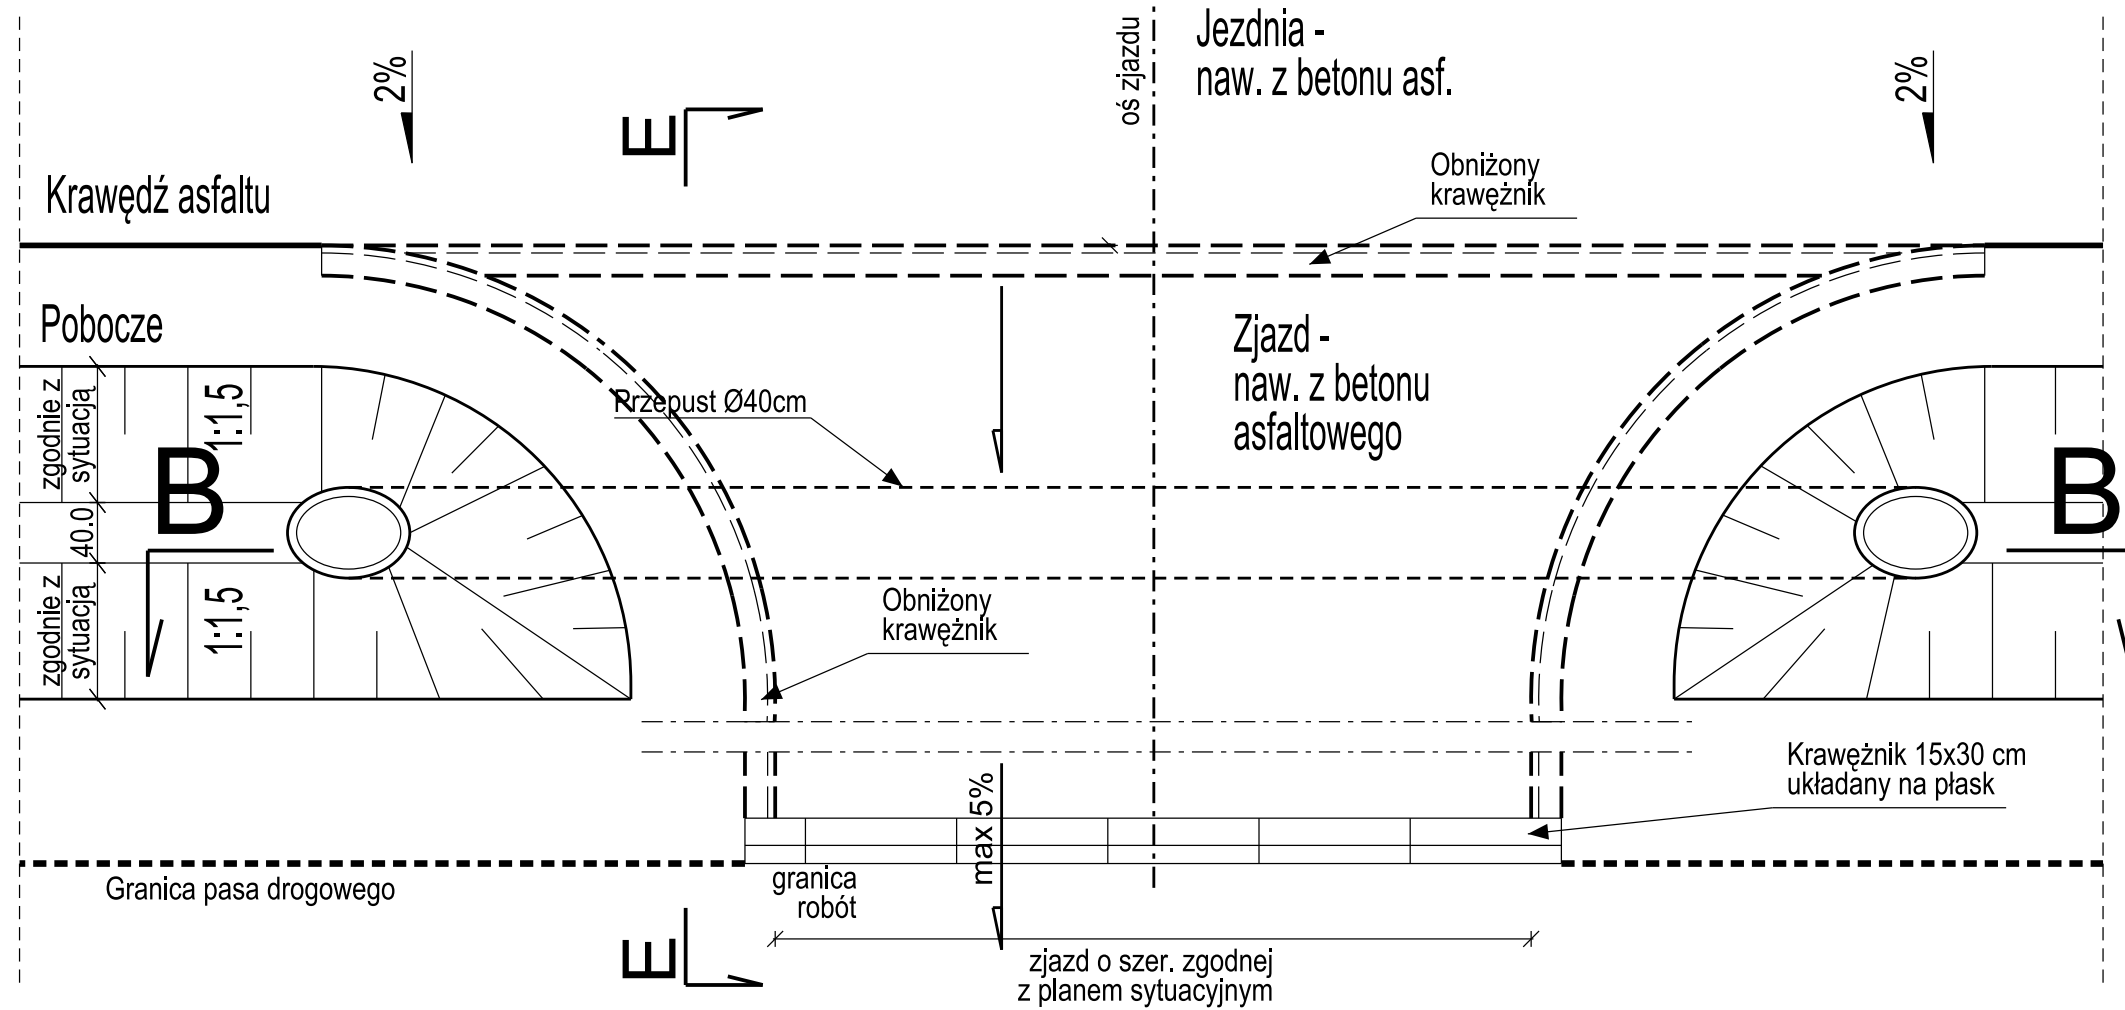 oś zjazdu
Jezdnia -
naw. z betonu asf.
2%
2%
E
Obniżony
krawężnik
Krawędź asfaltu
Pobocze
Zjazd -
naw. z betonu
asfaltowego
zgodnie z
sytuacją
1:1,5
Przepust Ø40cm
B
B
40.0
zgodnie z
sytuacją
1:1,5
Obniżony
krawężnik
Krawężnik 15x30 cm
układany na płask
max 5%
Granica pasa drogowego
granica
robót
E
zjazd o szer. zgodnej
z planem sytuacyjnym